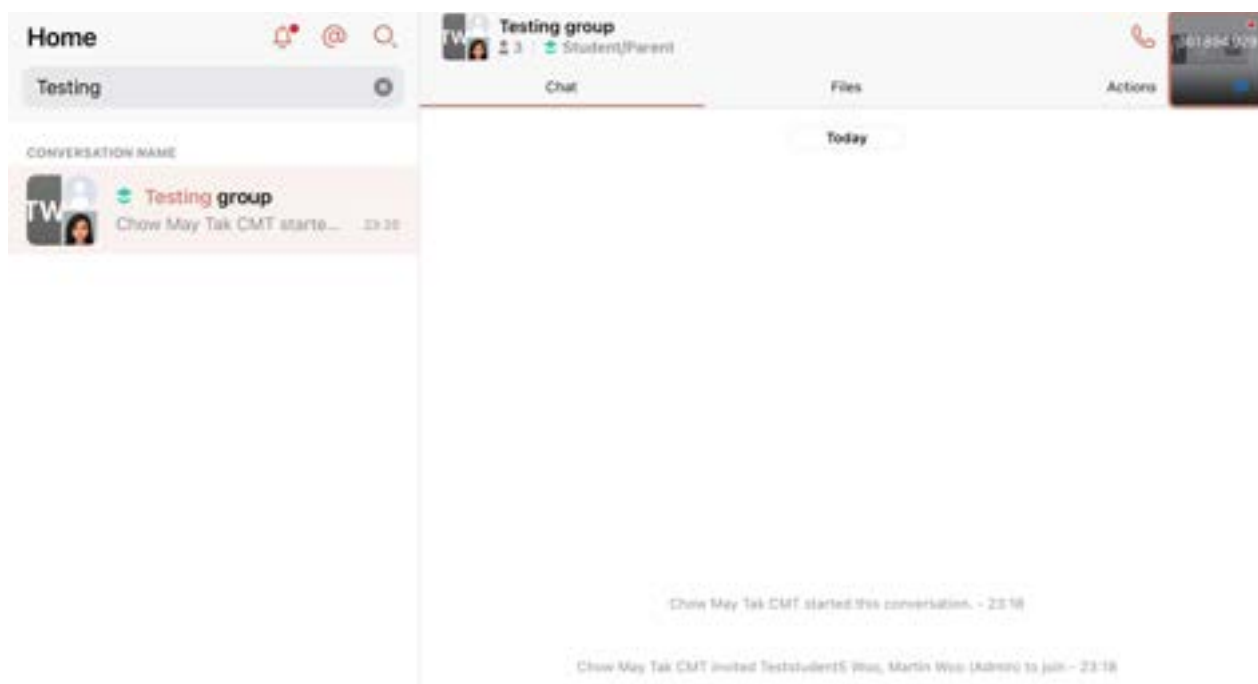 Home
Testing
CONVERSATION NAME
TW
Testing group
Chow May Tak CMT starte...
TW
Testing group
3
Student/Parent
Chat
Files
Actions
Today
Chow May Tak CMT started this conversation. - 23:18
Chow May Tak CMT invited Teststudent5 Woo, Martin Woo (Admin) to join - 23:18